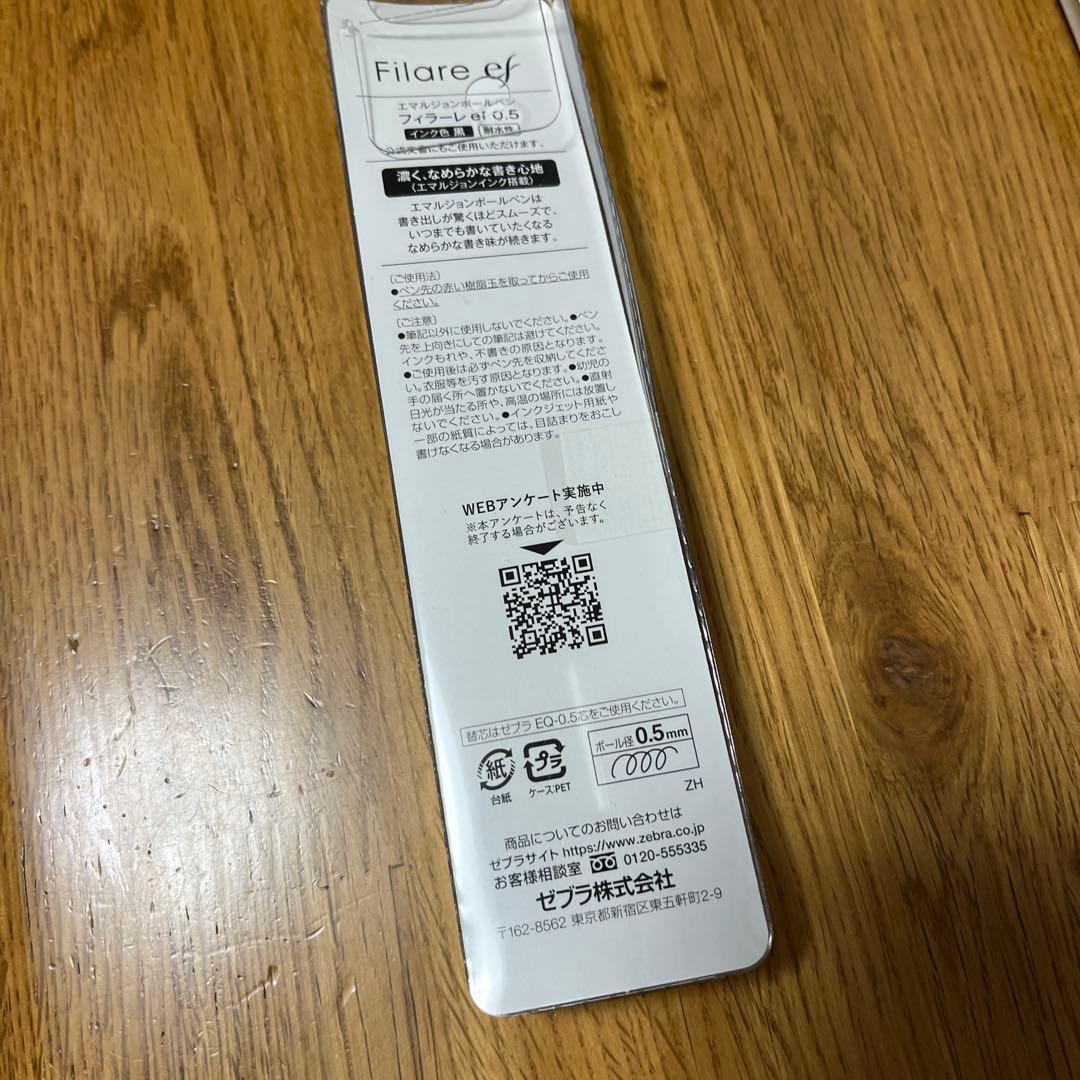 Filare ef
エマルジョンボールペン
フィラーレ ef 0.5
インク色 黒 耐水性
公式文書にもご使用いただけます。
濃く、なめらかな書き心地
(エマルジョンインク搭載)
エマルジョンボールペンは
書き出しが驚くほどスムーズで、
いつまでも書いていたくなる
なめらかな書き味が続きます。
〔ご使用法〕
●ペン先の赤い樹脂玉を取ってからご使用
ください。
〔ご注意〕
●筆記以外に使用しないでください。●ペン
先を上向きにしての筆記は避けてください。
インクもれや、不書きの原因となります。
●ご使用後は必ずペン先を収納してくださ
い。衣服等を汚す原因となります。●幼児の
手の届く所へ置かないでください。●直射
日光が当たる所や、高温の場所には放置し
ないでください。●インクジェット用紙や
一部の紙質によっては、目詰まりをおこし
書けなくなる場合があります。
WEBアンケート実施中
※本アンケートは、予告なく
終了する場合がございます。
替芯はゼブラ EQ-0.5芯をご使用ください。
紙
台紙
プラ
ケース:PET
ボール径 0.5mm
ZH
商品についてのお問い合わせは
ゼブラサイト https://www.zebra.co.jp
お客様相談室 0120-555335
ゼブラ株式会社
〒162-8562 東京都新宿区東五軒町2-9